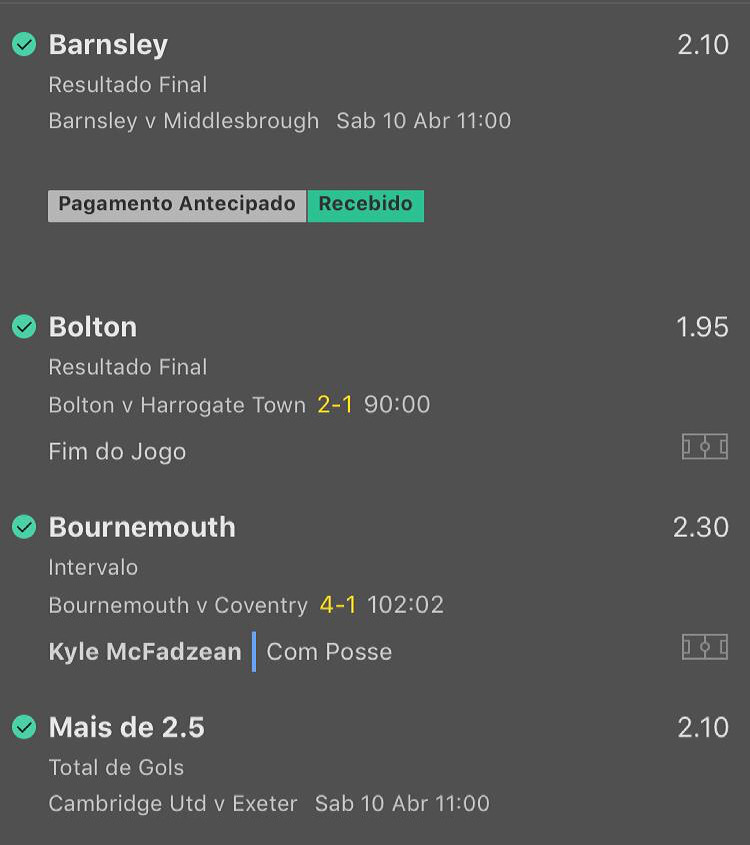 Barnsley 2.10
Resultado Final
Barnsley v Middlesbrough Sab 10 Abr 11:00
Pagamento Antecipado Recebido
Bolton 1.95
Resultado Final
Bolton v Harrogate Town 2-1 90:00
Fim do Jogo
Bournemouth 2.30
Intervalo
Bournemouth v Coventry 4-1 102:02
Kyle McFadzean Com Posse
Mais de 2.5 2.10
Total de Gols
Cambridge Utd v Exeter Sab 10 Abr 11:00